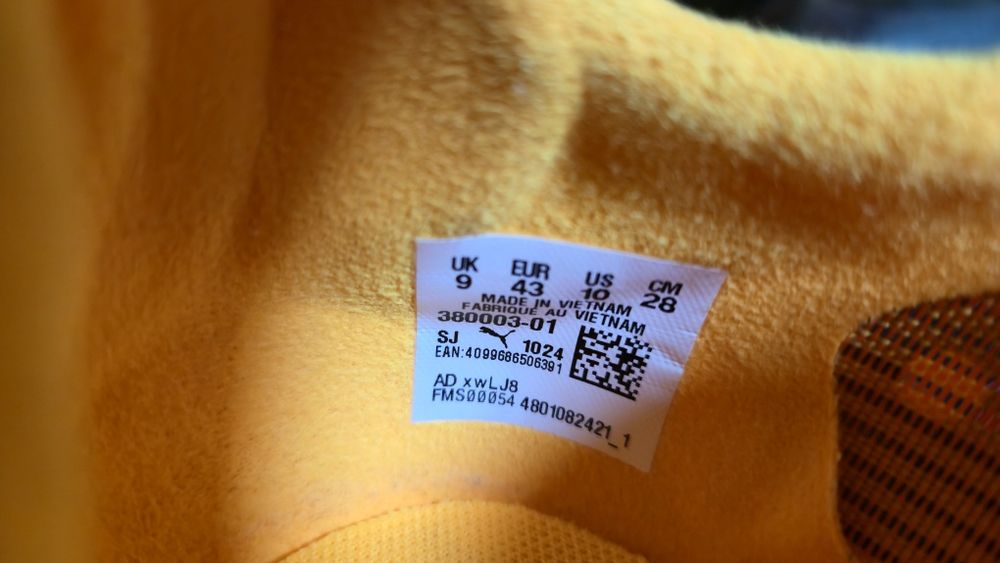 UK EUR US CM
9 43 10 28
MADE IN VIETNAM
FABRIQUE AU VIETNAM
380003-01
SJ 1024
EAN:4099686506391
AD xwLJ8
FMS00054 4801082421_1